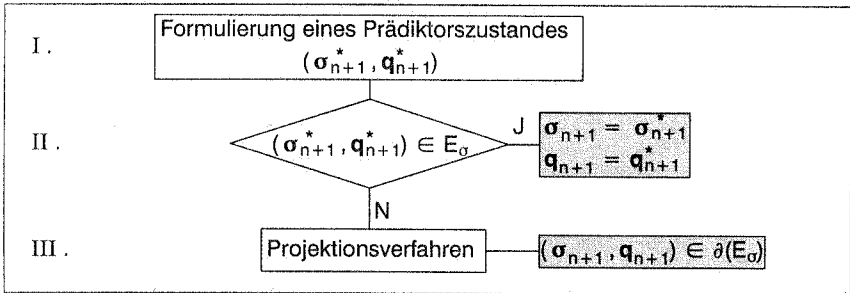 I. Formulierung eines Prädiktorszustandes
(σ*n+1, q*n+1)
II. (σ*n+1, q*n+1) ∈ Eσ J σn+1 = σ*n+1
qn+1 = q*n+1
N
III. Projektionsverfahren (σn+1, qn+1) ∈ ∂(Eσ)